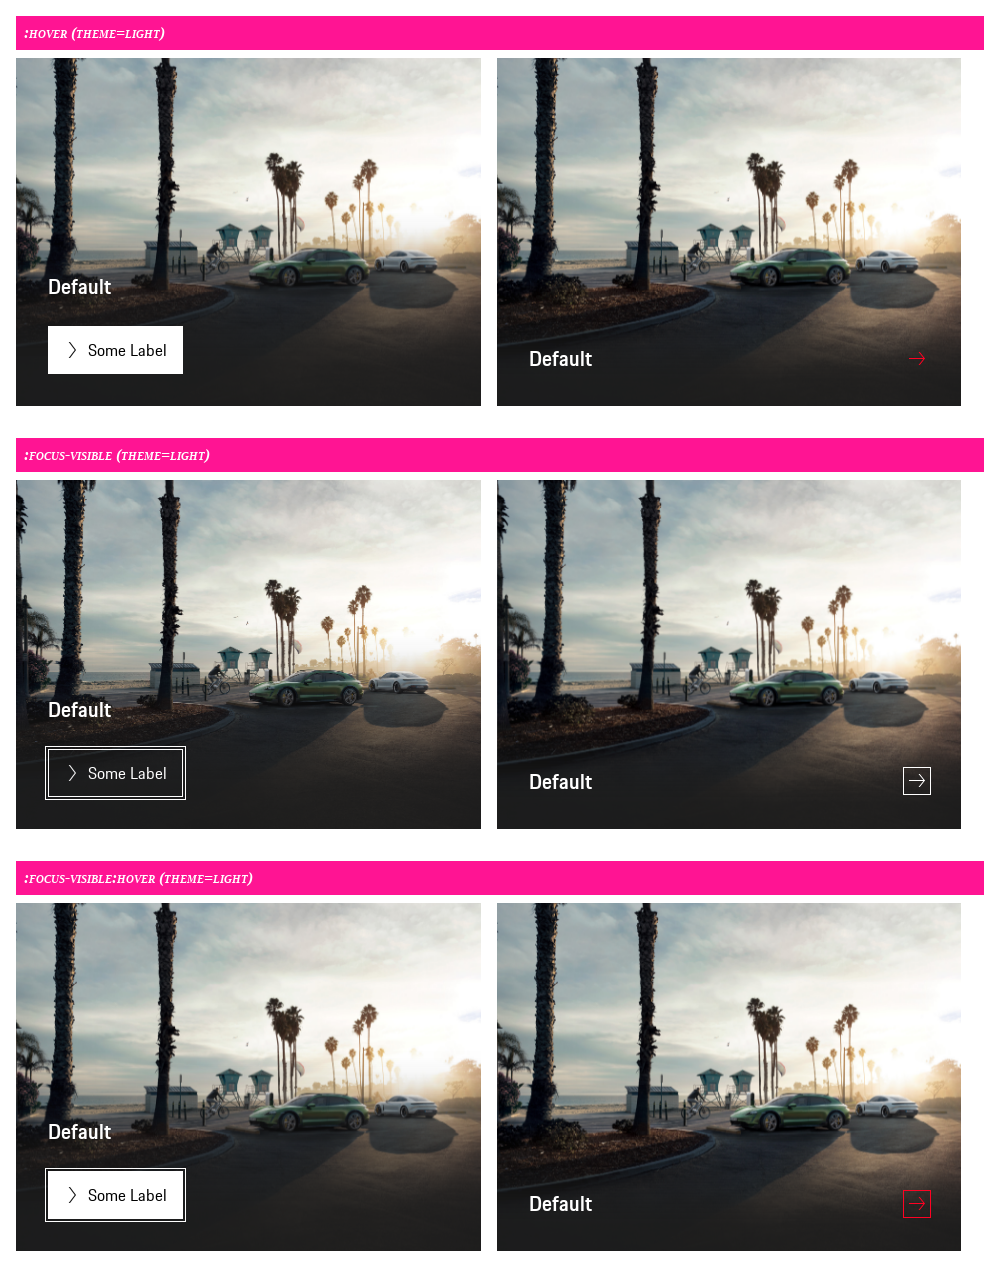 :HOVER (THEME=LIGHT)
Default
Some Label
Default
:FOCUS-VISIBLE (THEME=LIGHT)
Default
Some Label
Default
:FOCUS-VISIBLE:HOVER (THEME=LIGHT)
Default
Some Label
Default